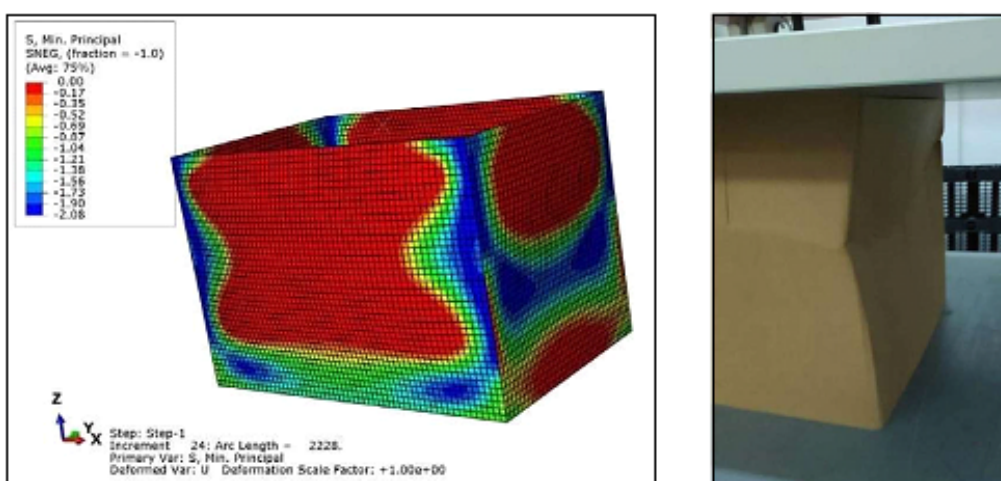 S, Min. Principal
SNEG, (fraction = -1.0)
(Avg: 75%)
0.00
-0.17
-0.35
-0.52
-0.69
-0.87
-1.04
-1.21
-1.38
-1.56
-1.73
-1.90
-2.08
Z
Y
X
Step: Step-1
Increment 24: Arc Length = 2228.
Primary Var: S, Min. Principal
Deformed Var: U Deformation Scale Factor: +1.00e+00